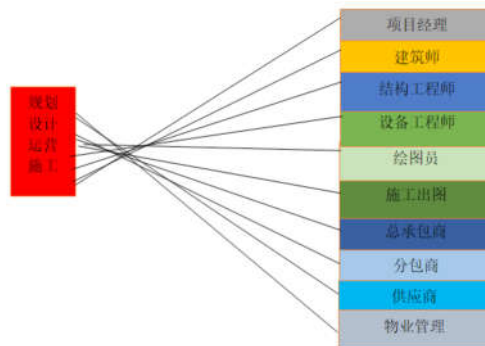 规划
设计
运营
施工
项目经理
建筑师
结构工程师
设备工程师
绘图员
施工出图
总承包商
分包商
供应商
物业管理